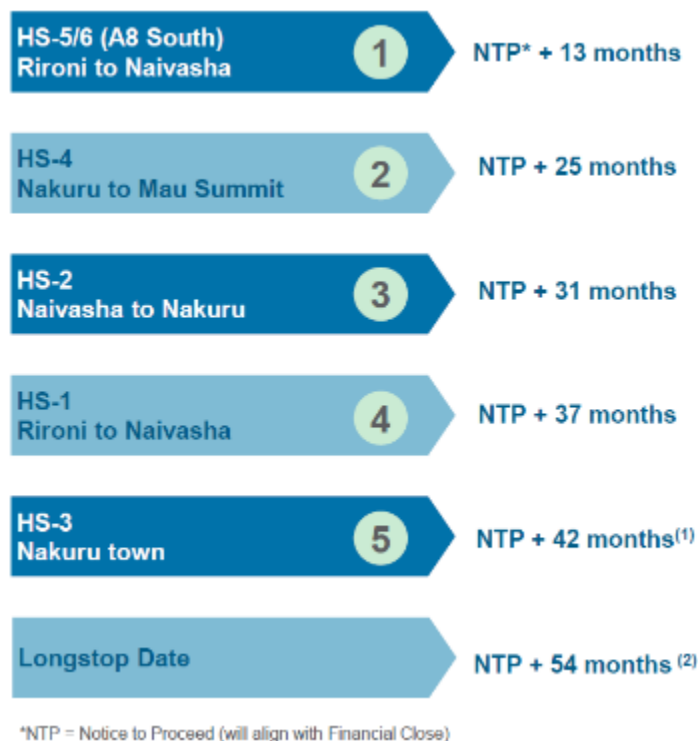 HS-5/6 (A8 South)
Rironi to Naivasha
1
NTP* + 13 months
HS-4
Nakuru to Mau Summit
2
NTP + 25 months
HS-2
Naivasha to Nakuru
3
NTP + 31 months
HS-1
Rironi to Naivasha
4
NTP + 37 months
HS-3
Nakuru town
5
NTP + 42 months(1)
Longstop Date
NTP + 54 months (2)
*NTP = Notice to Proceed (will align with Financial Close)